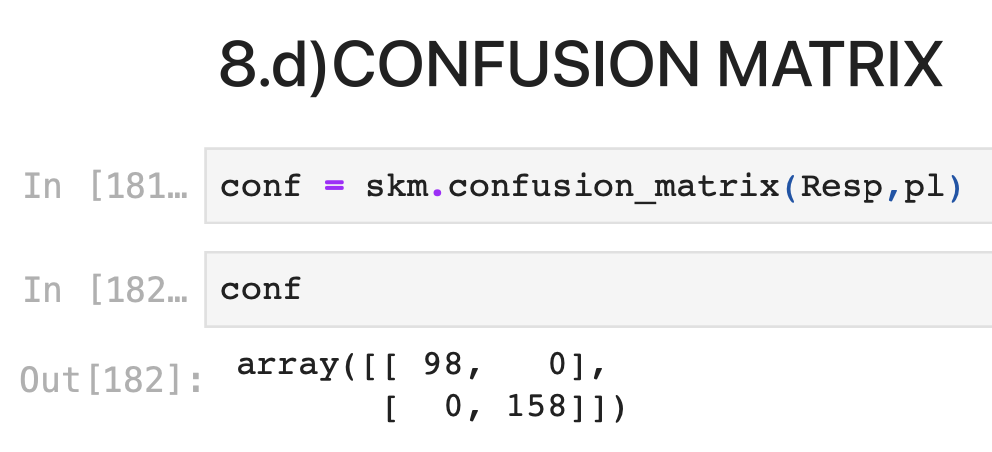 8.d)CONFUSION MATRIX
In [181… conf = skm.confusion_matrix(Resp,pl)
In [182… conf
Out[182]: array([[ 98,   0],
       [  0, 158]])